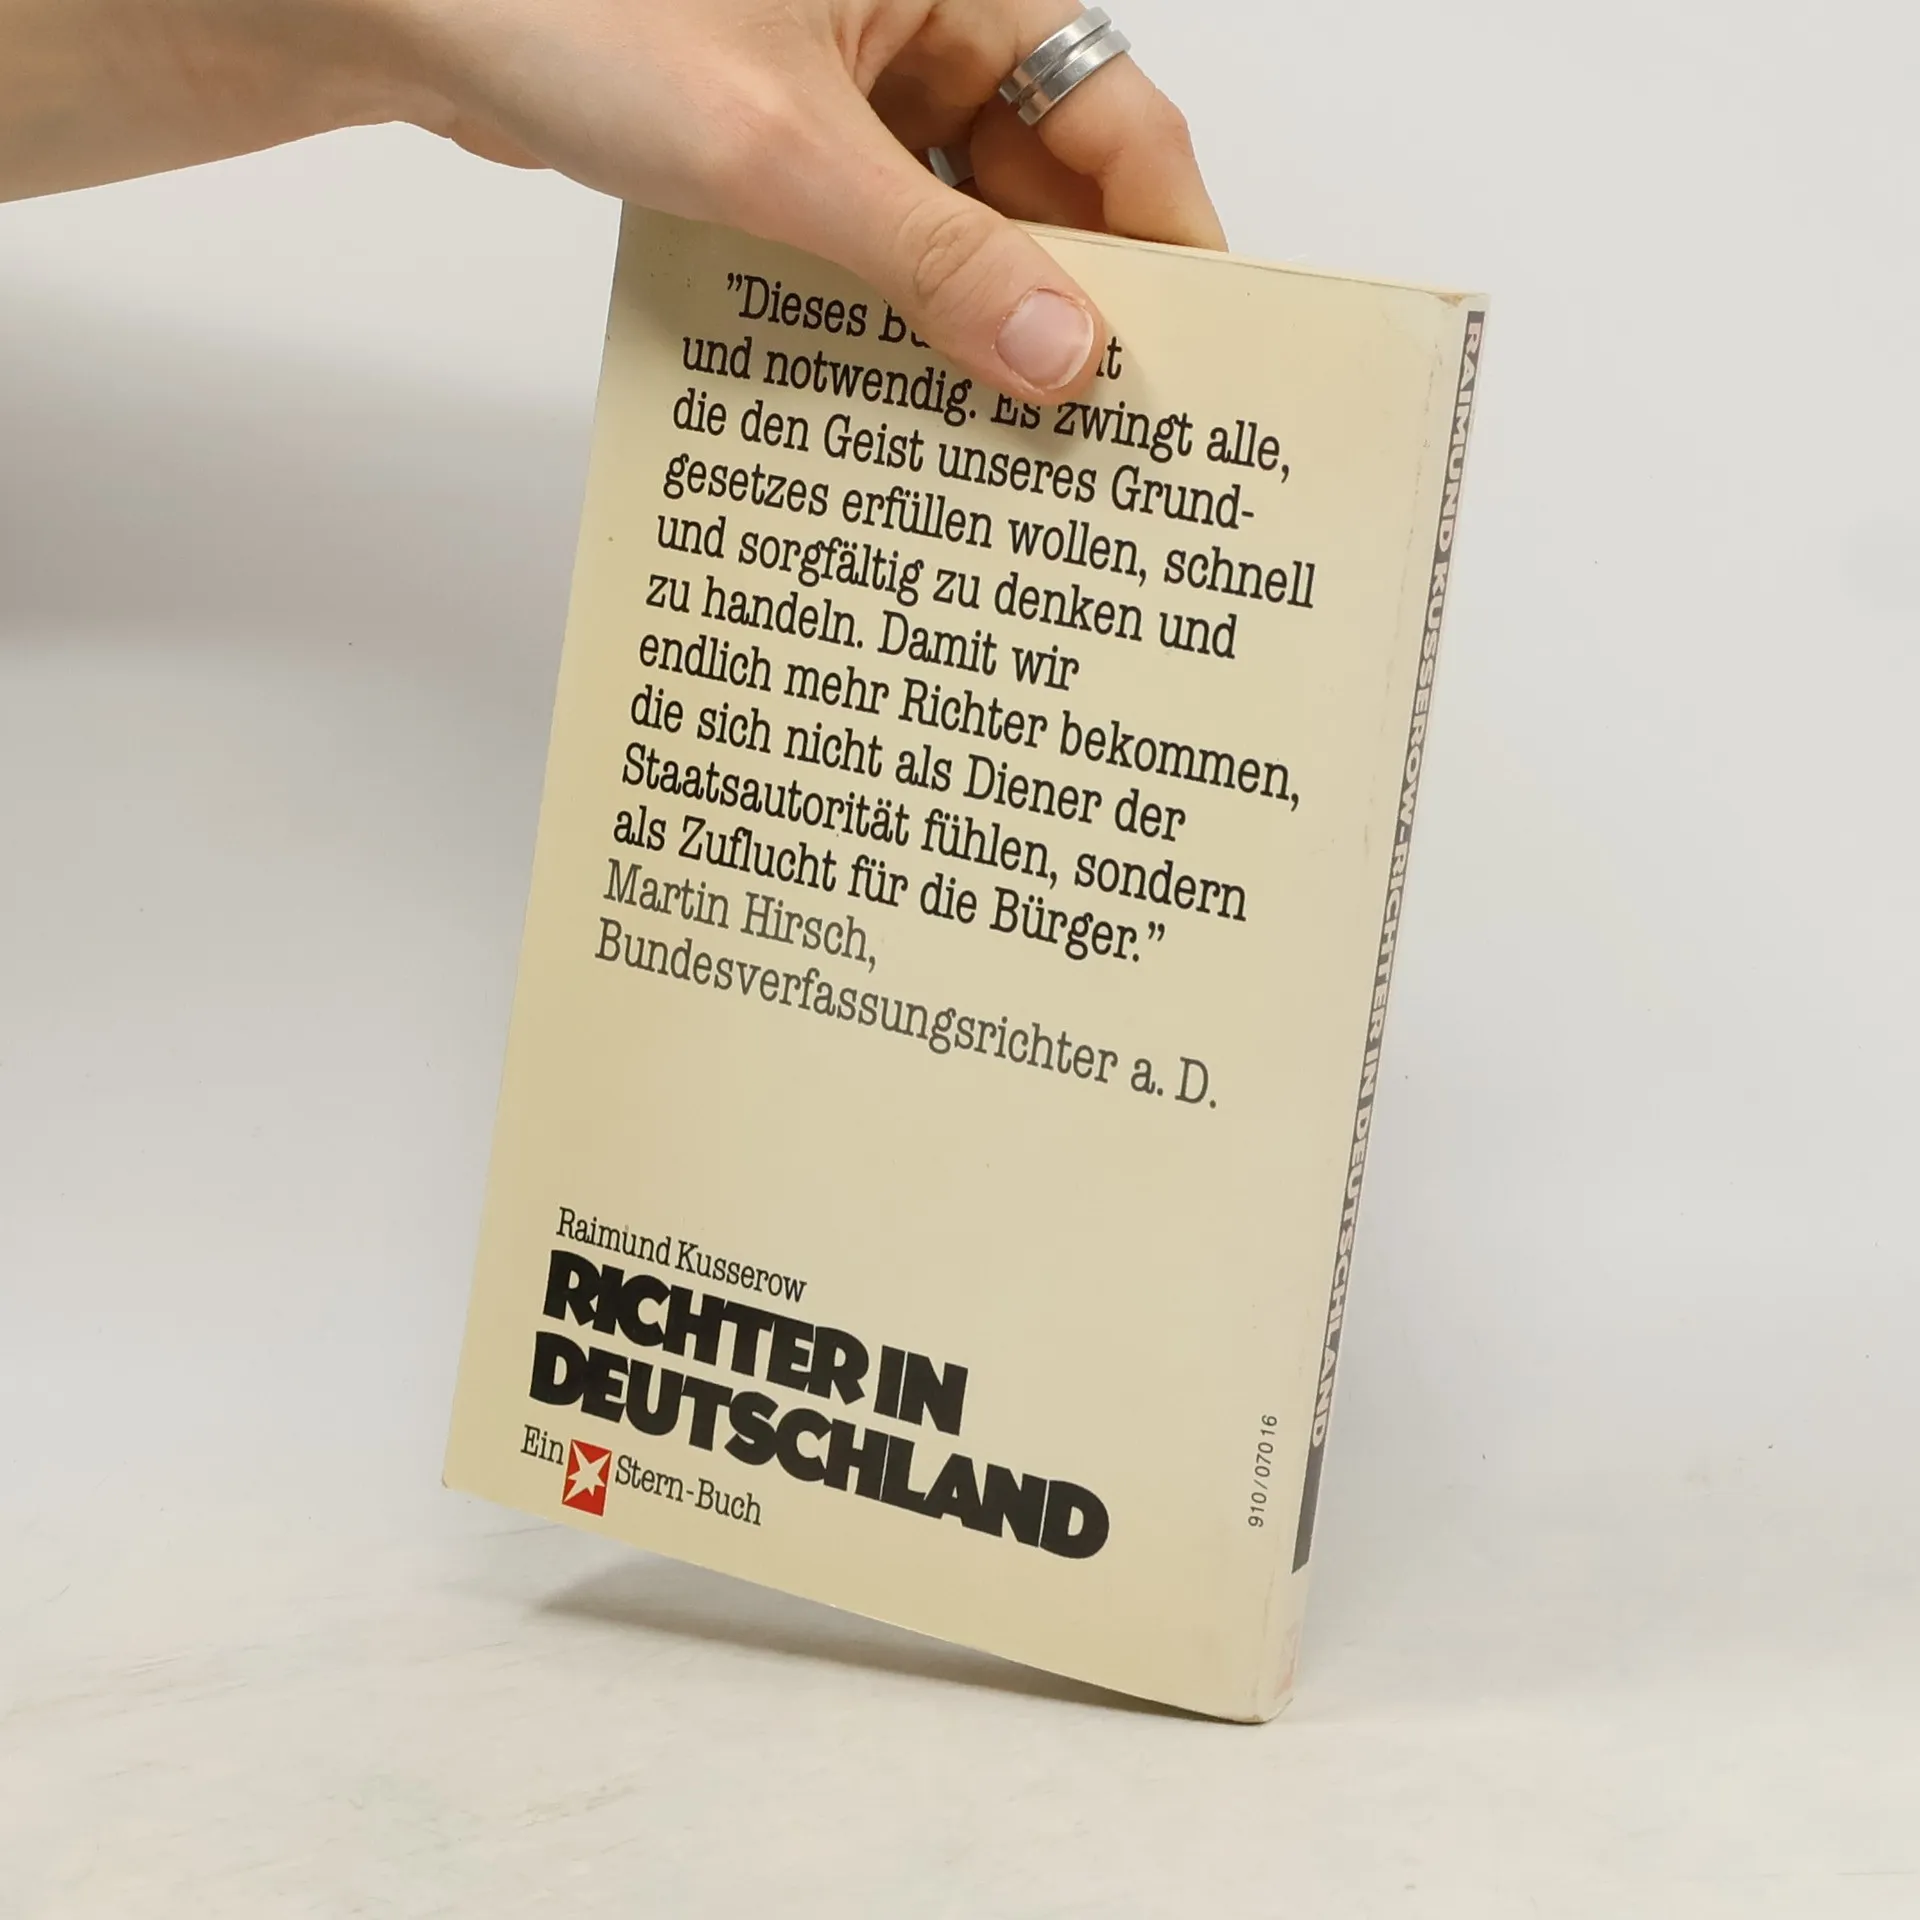 ”Dieses
und notwendig. Es zwingt alle,
die den Geist unseres Grund-
gesetzes erfüllen wollen, schnell
und sorgfältig zu denken und
zu handeln. Damit wir
endlich mehr Richter bekommen,
die sich nicht als Diener der
Staatsautorität fühlen, sondern
als Zuflucht für die Bürger.”
Martin Hirsch,
Bundesverfassungsrichter a. D.
Raimund Kusserow
RICHTER IN
DEUTSCHLAND
Ein Stern-Buch
910/07016
RAIMUND KUSSEROW-RICHTER IN DEUTSCHLAND